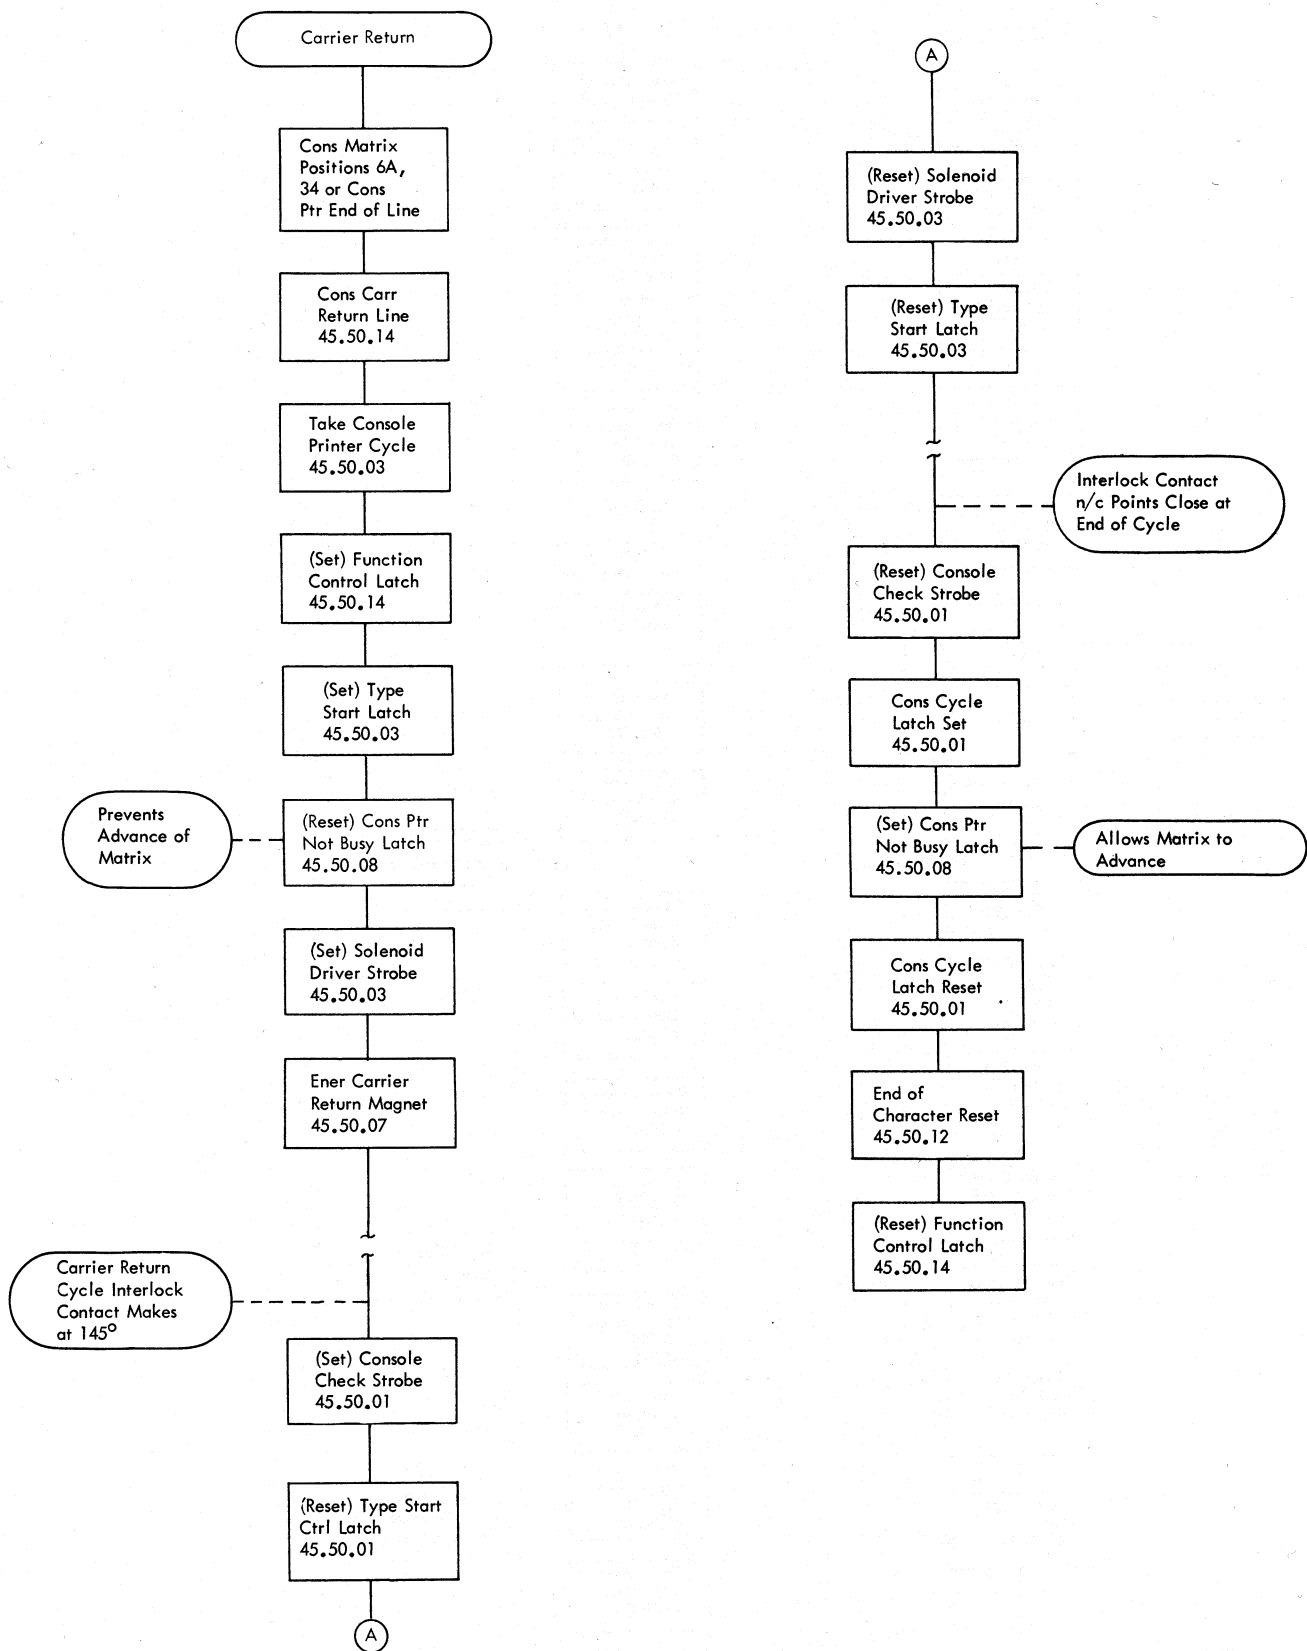 Carrier Return
Cons Matrix
Positions 6A,
34 or Cons
Ptr End of Line
Cons Carr
Return Line
45.50.14
Take Console
Printer Cycle
45.50.03
(Set) Function
Control Latch
45.50.14
(Set) Type
Start Latch
45.50.03
Prevents
Advance of
Matrix
(Reset) Cons Ptr
Not Busy Latch
45.50.08
(Set) Solenoid
Driver Strobe
45.50.03
Ener Carrier
Return Magnet
45.50.07
Carrier Return
Cycle Interlock
Contact Makes
at 145°
(Set) Console
Check Strobe
45.50.01
(Reset) Type Start
Ctrl Latch
45.50.01
A
A
(Reset) Solenoid
Driver Strobe
45.50.03
(Reset) Type
Start Latch
45.50.03
Interlock Contact
n/c Points Close at
End of Cycle
(Reset) Console
Check Strobe
45.50.01
Cons Cycle
Latch Set
45.50.01
(Set) Cons Ptr
Not Busy Latch
45.50.08
Allows Matrix to
Advance
Cons Cycle
Latch Reset
45.50.01
End of
Character Reset
45.50.12
(Reset) Function
Control Latch
45.50.14